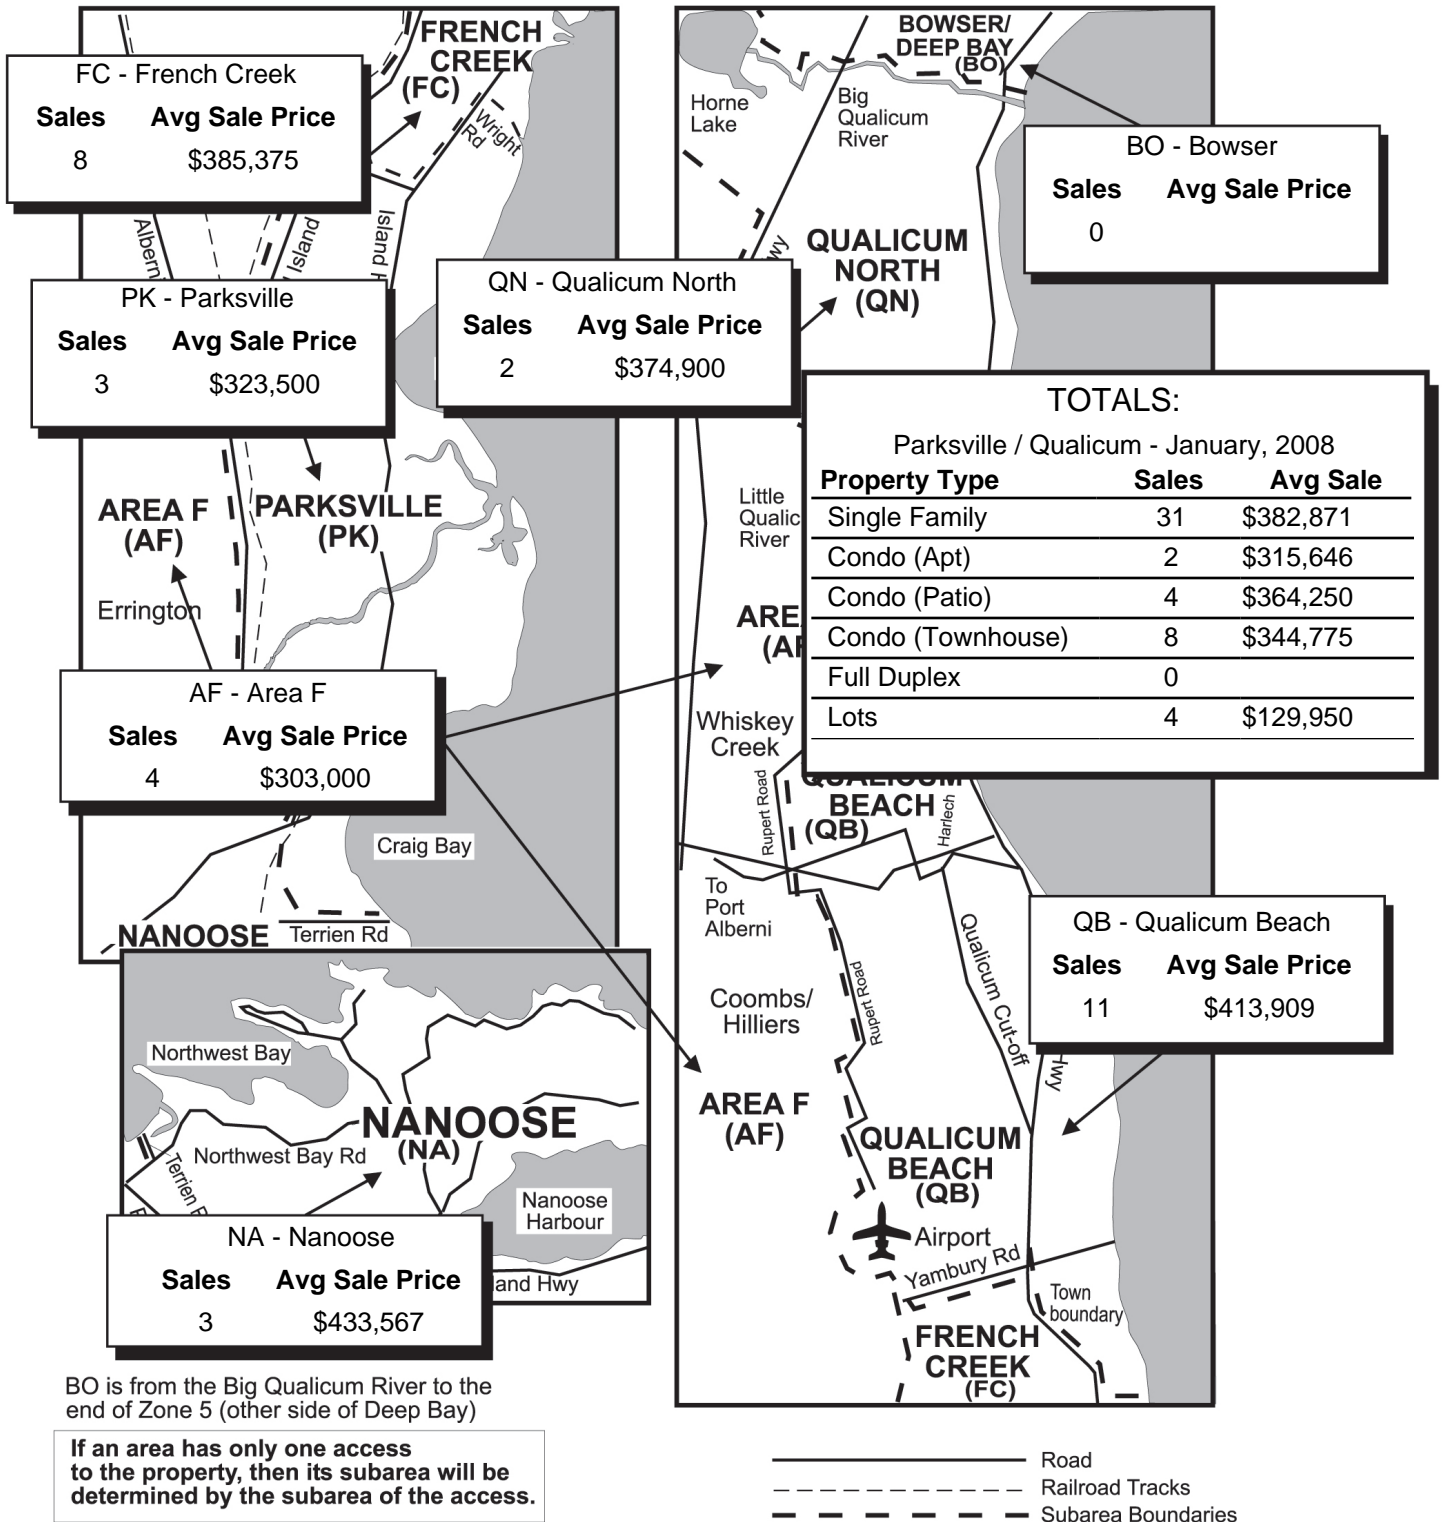 FRENCH
CREEK
(FC)
FC - French Creek
Sales Avg Sale Price
8 $385,375
Wright
Rd
Island
PK - Parksville
Sales Avg Sale Price
3 $323,500
AREA F
(AF)
PARKSVILLE
(PK)
Errington
AF - Area F
Sales Avg Sale Price
4 $303,000
Craig Bay
NANOOSE
Terrien Rd
Northwest Bay
NANOOSE
(NA)
Northwest Bay Rd
Terrien
Nanoose
Harbour
NA - Nanoose
Sales Avg Sale Price
3 $433,567
Hwy
BO is from the Big Qualicum River to the
end of Zone 5 (other side of Deep Bay)
If an area has only one access
to the property, then its subarea will be
determined by the subarea of the access.
BOWSER/
DEEP BAY
(BO)
Horne
Lake
Big
Qualicum
River
BO - Bowser
Sales Avg Sale Price
0
QUALICUM
NORTH
(QN)
QN - Qualicum North
Sales Avg Sale Price
2 $374,900
TOTALS:
Parksville / Qualicum - January, 2008
Property Type Sales Avg Sale
Single Family 31 $382,871
Condo (Apt) 2 $315,646
Condo (Patio) 4 $364,250
Condo (Townhouse) 8 $344,775
Full Duplex 0
Lots 4 $129,950
Little
River
Whiskey
Creek
Rupert Road
QUALICUM
BEACH
(QB)
Harlech
To
Port
Alberni
Qualicum Cut-off
QB - Qualicum Beach
Sales Avg Sale Price
11 $413,909
Hwy
Coombs/
Hilliers
Rupert Road
AREA F
(AF)
QUALICUM
BEACH
(QB)
Airport
Yambury Rd
Town
boundary
FRENCH
CREEK
(FC)
Road
Railroad Tracks
Subarea Boundaries